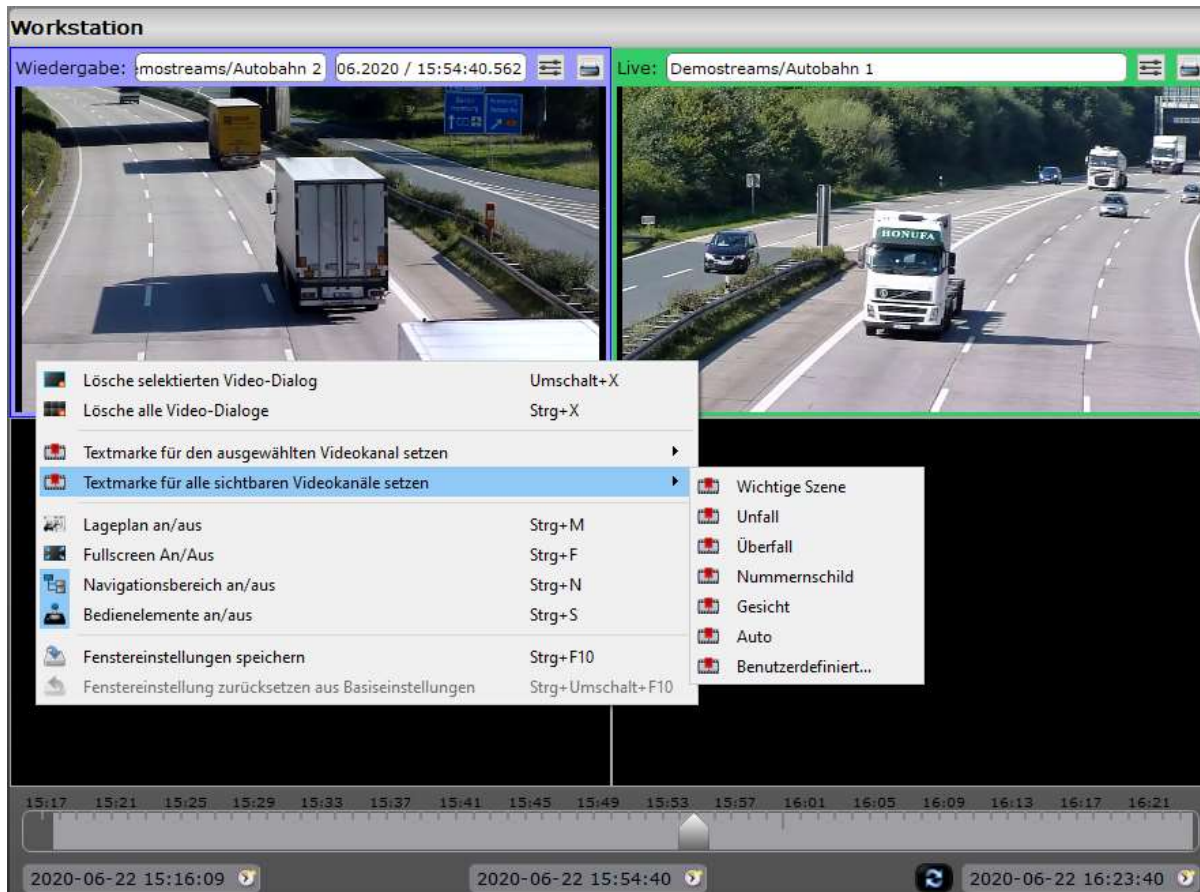 Workstation
Wiedergabe: emostreams/Autobahn 2 06.2020 / 15:54:40.562
Live: Demostreams/Autobahn 1
HONUFA
Lösche selektierten Video-Dialog Umschalt+X
Lösche alle Video-Dialoge Strg+X
Textmarke für den ausgewählten Videokanal setzen
Textmarke für alle sichtbaren Videokanäle setzen
Wichtige Szene
Unfall
Überfall
Nummernschild
Gesicht
Auto
Benutzerdefiniert...
Lageplan an/aus Strg+M
Fullscreen An/Aus Strg+F
Navigationsbereich an/aus Strg+N
Bedienelemente an/aus Strg+S
Fenstereinstellungen speichern Strg+F10
Fenstereinstellung zurücksetzen aus Basiseinstellungen Strg+Umschalt+F10
15:17 15:21 15:25 15:29 15:33 15:37 15:41 15:45 15:49 15:53 15:57 16:01 16:05 16:09 16:13 16:17 16:21
2020-06-22 15:16:09 2020-06-22 15:54:40 2020-06-22 16:23:40